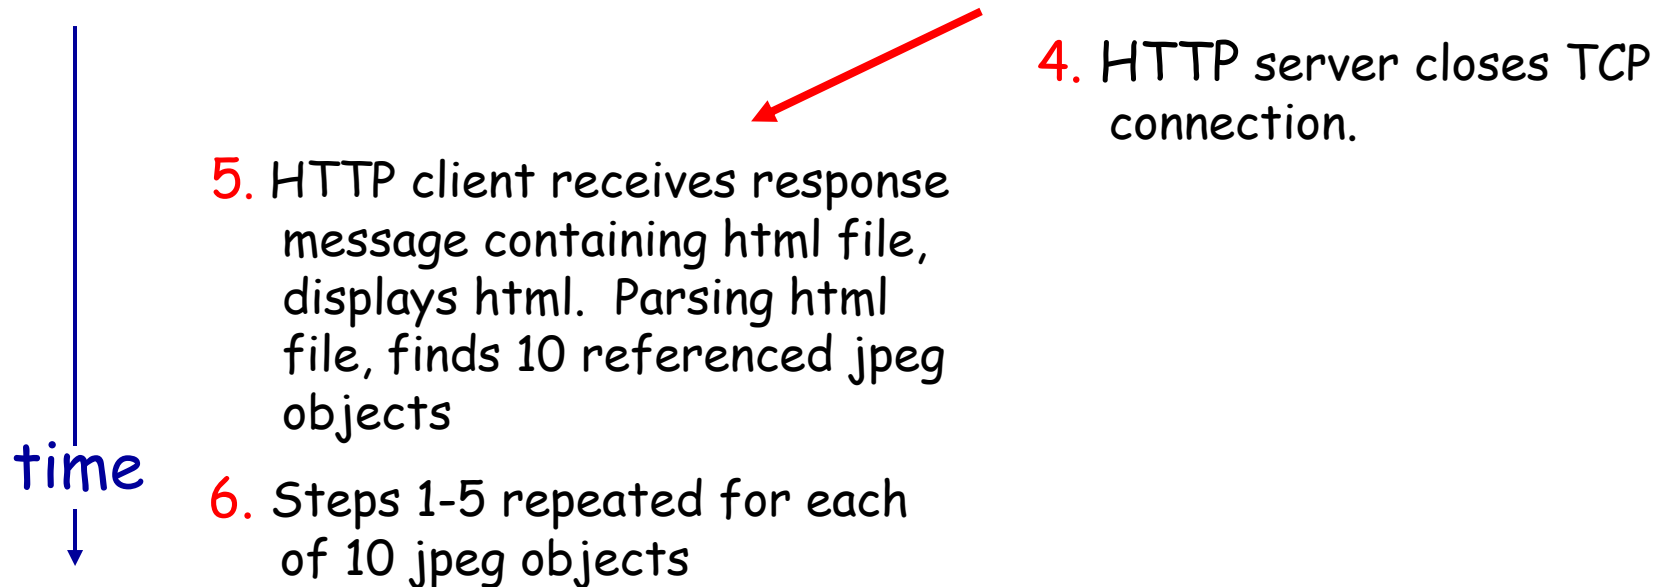 4. HTTP server closes TCP
connection.
5. HTTP client receives response
message containing html file,
displays html.  Parsing html
file, finds 10 referenced jpeg
objects
time
6. Steps 1-5 repeated for each
of 10 jpeg objects